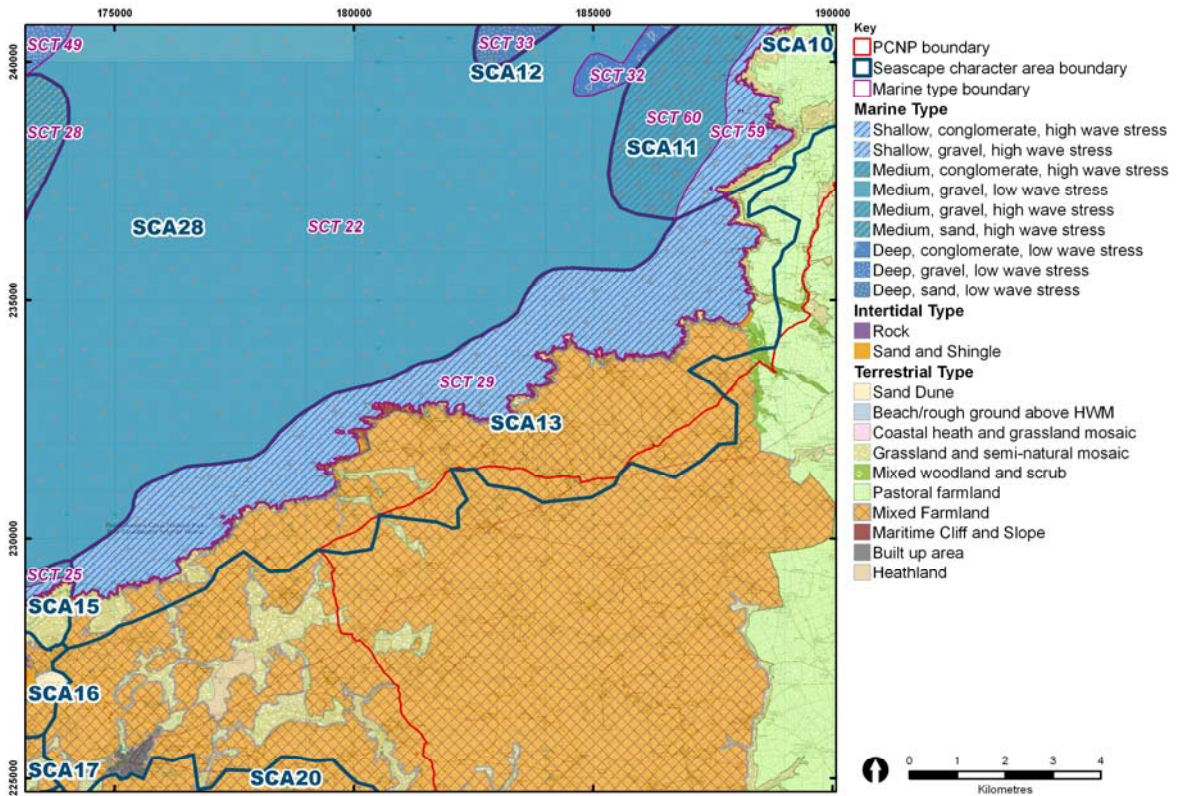 175000
180000
185000
190000
240000
235000
230000
225000
SCT 49
SCT 33
SCA10
SCA12
SCT 32
SCT 28
SCT 60
SCT 59
SCA11
SCA28
SCT 22
SCT 29
SCA13
SCT 25
SCA15
SCA16
SCA17
SCA20
Key
PCNP boundary
Seascape character area boundary
Marine type boundary
Marine Type
Shallow, conglomerate, high wave stress
Shallow, gravel, high wave stress
Medium, conglomerate, high wave stress
Medium, gravel, low wave stress
Medium, gravel, high wave stress
Medium, sand, high wave stress
Deep, conglomerate, low wave stress
Deep, gravel, low wave stress
Deep, sand, low wave stress
Intertidal Type
Rock
Sand and Shingle
Terrestrial Type
Sand Dune
Beach/rough ground above HWM
Coastal heath and grassland mosaic
Grassland and semi-natural mosaic
Mixed woodland and scrub
Pastoral farmland
Mixed Farmland
Maritime Cliff and Slope
Built up area
Heathland
0 1 2 3 4
Kilometres